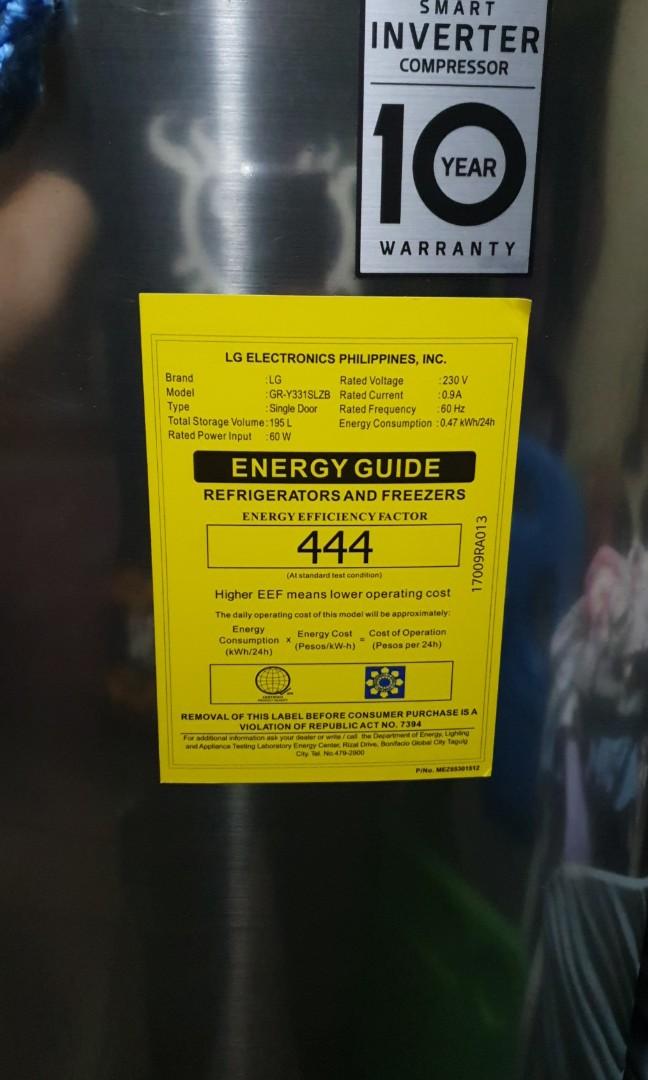 SMART
INVERTER
COMPRESSOR
10
YEAR
WARRANTY
LG ELECTRONICS PHILIPPINES, INC.
Brand :LG Rated Voltage :230 V
Model :GR-Y331SLZB Rated Current :0.9A
Type :Single Door Rated Frequency :60 Hz
Total Storage Volume:195 L Energy Consumption :0.47 kWh/24h
Rated Power Input :60 W
ENERGY GUIDE
REFRIGERATORS AND FREEZERS
ENERGY EFFICIENCY FACTOR
444
(At standard test condition)
17009RA013
Higher EEF means lower operating cost
The daily operating cost of this model will be approximately:
Energy Consumption (kWh/24h) x Energy Cost (Pesos/kW-h) = Cost of Operation (Pesos per 24h)
REMOVAL OF THIS LABEL BEFORE CONSUMER PURCHASE IS A
VIOLATION OF REPUBLIC ACT NO. 7394
For additional information ask your dealer or write / call the Department of Energy, Lighting
and Appliance Testing Laboratory Energy Center, Rizal Drive, Bonifacio Global City Taguig
City. Tel. No.479-2900
P/No.